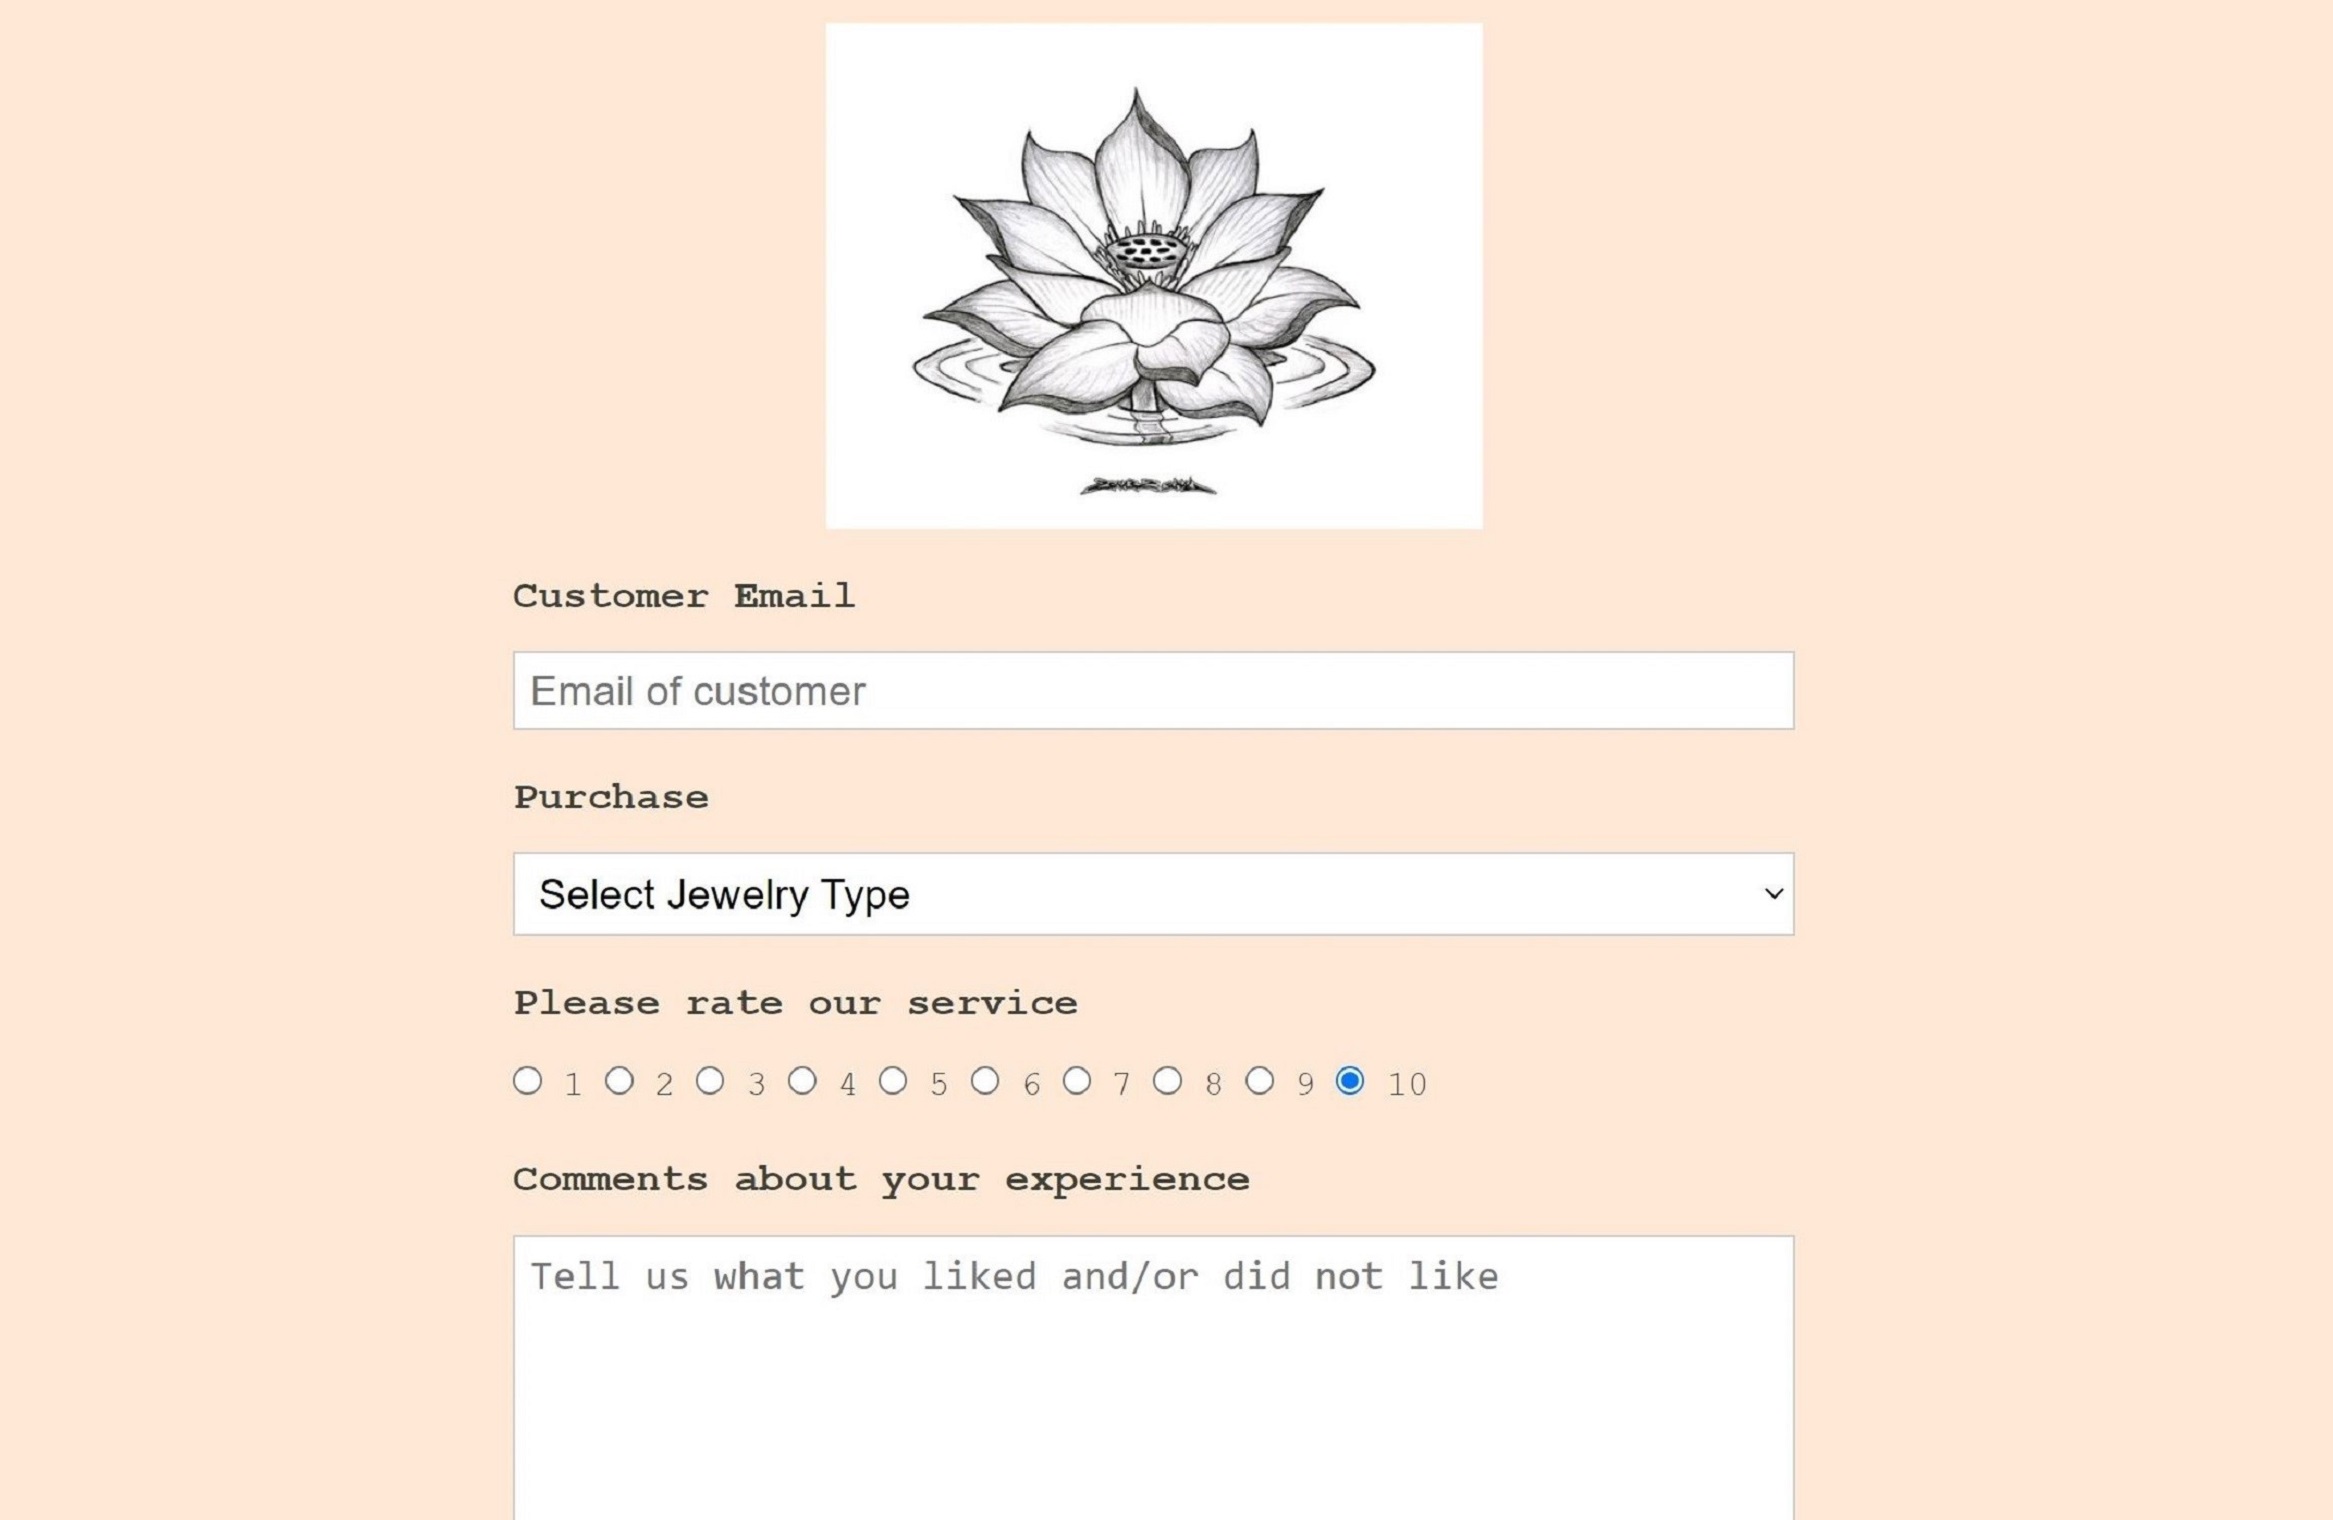 Customer Email
Email of customer
Purchase
Select Jewelry Type
Please rate our service
1 2 3 4 5 6 7 8 9 10
Comments about your experience
Tell us what you liked and/or did not like